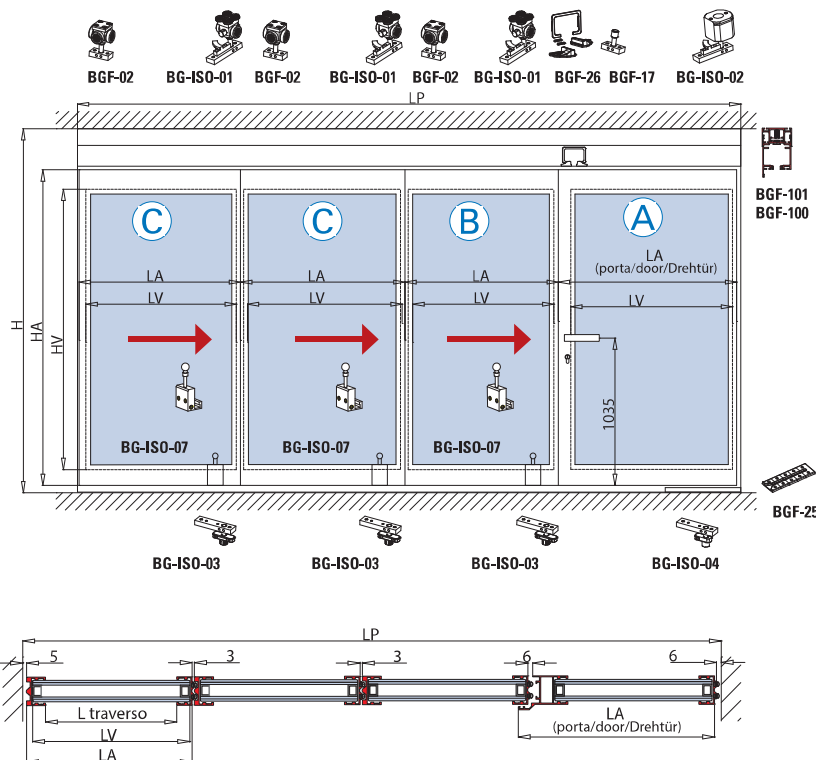 BGF-02 BG-ISO-01 BGF-02 BG-ISO-01 BGF-02 BG-ISO-01 BGF-26 BGF-17 BG-ISO-02
LP
BGF-101
BGF-100
C C B A
LA LA LA LA
(porta/door/Drehtür)
LV LV LV LV
H HA HV
1035
BG-ISO-07 BG-ISO-07 BG-ISO-07
BGF-25
BG-ISO-03 BG-ISO-03 BG-ISO-03 BG-ISO-04
LP
5 3 3 6 6
L traverso
LA
(porta/door/Drehtür)
LV
LA